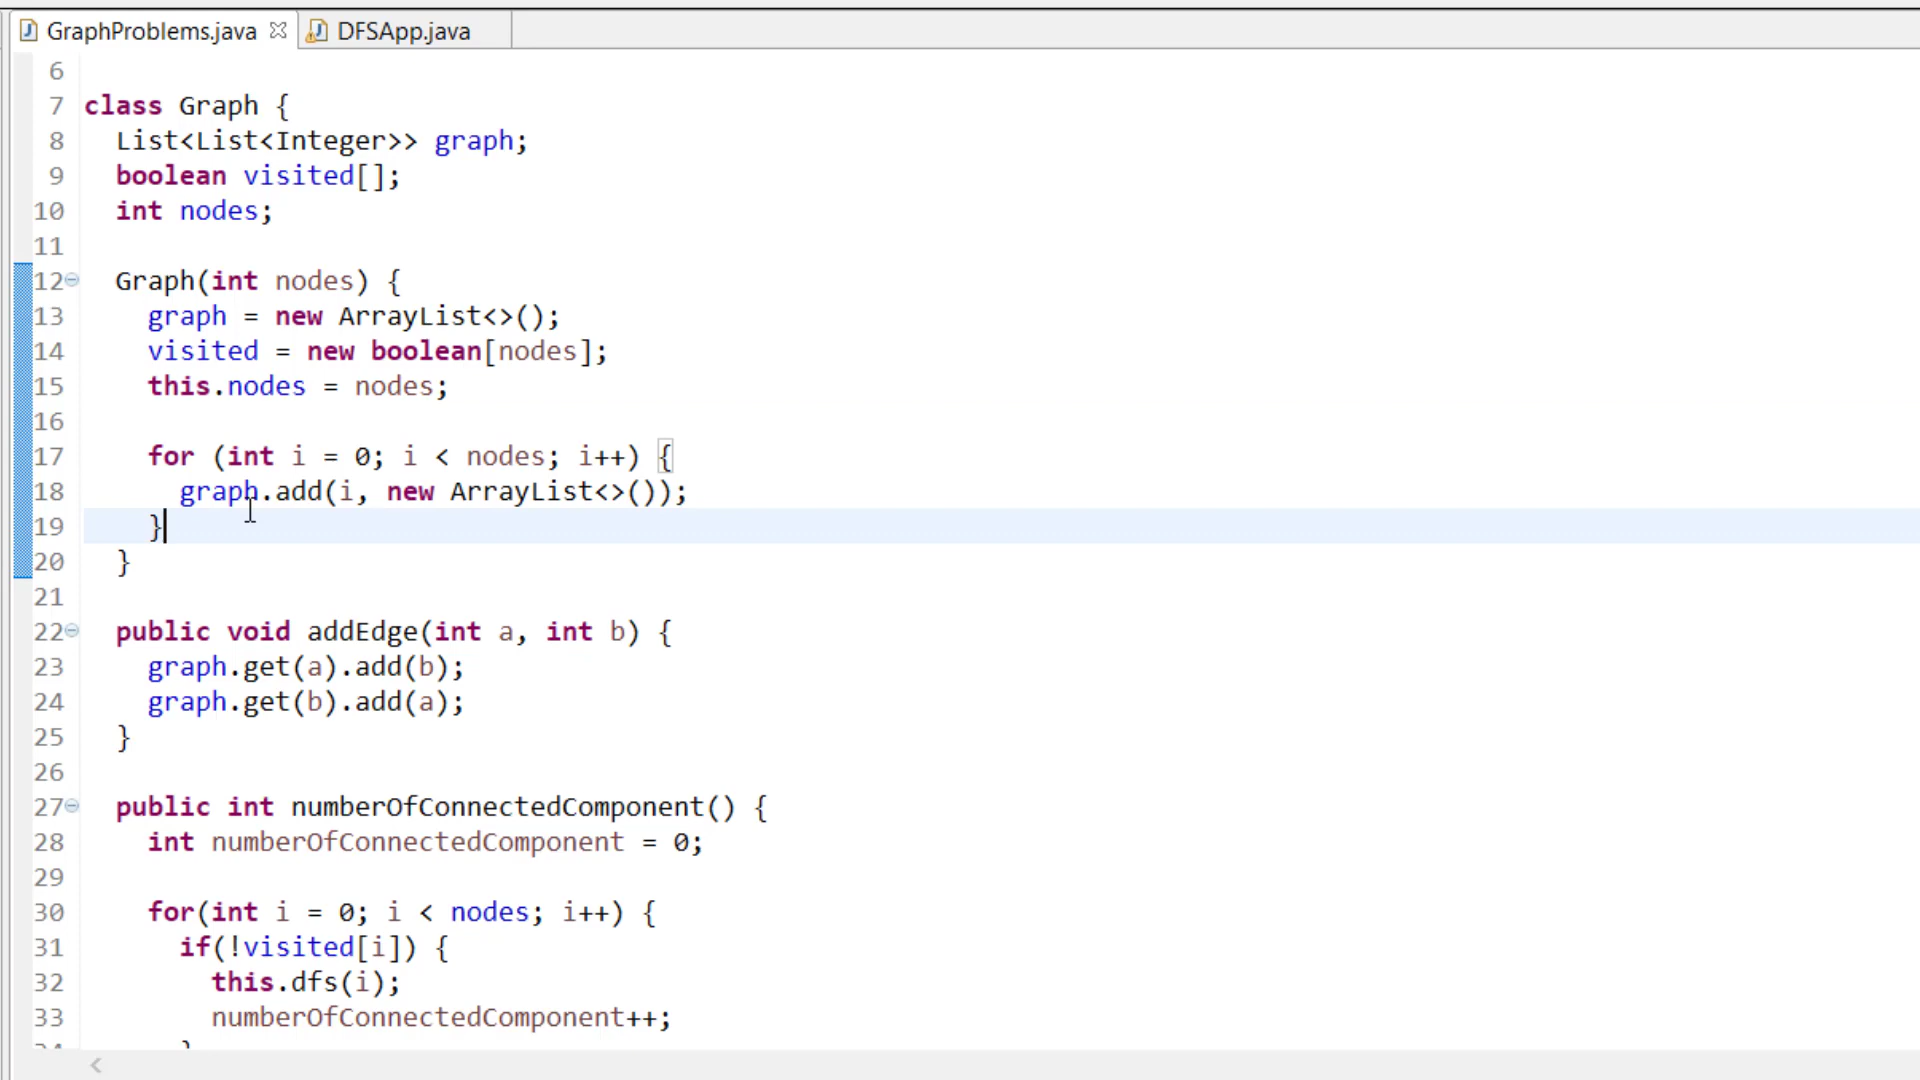 GraphProblems.java DFSApp.java
6
7 class Graph {
8 List<List<Integer>> graph;
9 boolean visited[];
10 int nodes;
11
12 Graph(int nodes) {
13 graph = new ArrayList<>();
14 visited = new boolean[nodes];
15 this.nodes = nodes;
16
17 for (int i = 0; i < nodes; i++) {
18 graph.add(i, new ArrayList<>());
19 }
20 }
21
22 public void addEdge(int a, int b) {
23 graph.get(a).add(b);
24 graph.get(b).add(a);
25 }
26
27 public int numberOfConnectedComponent() {
28 int numberOfConnectedComponent = 0;
29
30 for(int i = 0; i < nodes; i++) {
31 if(!visited[i]) {
32 this.dfs(i);
33 numberOfConnectedComponent++;